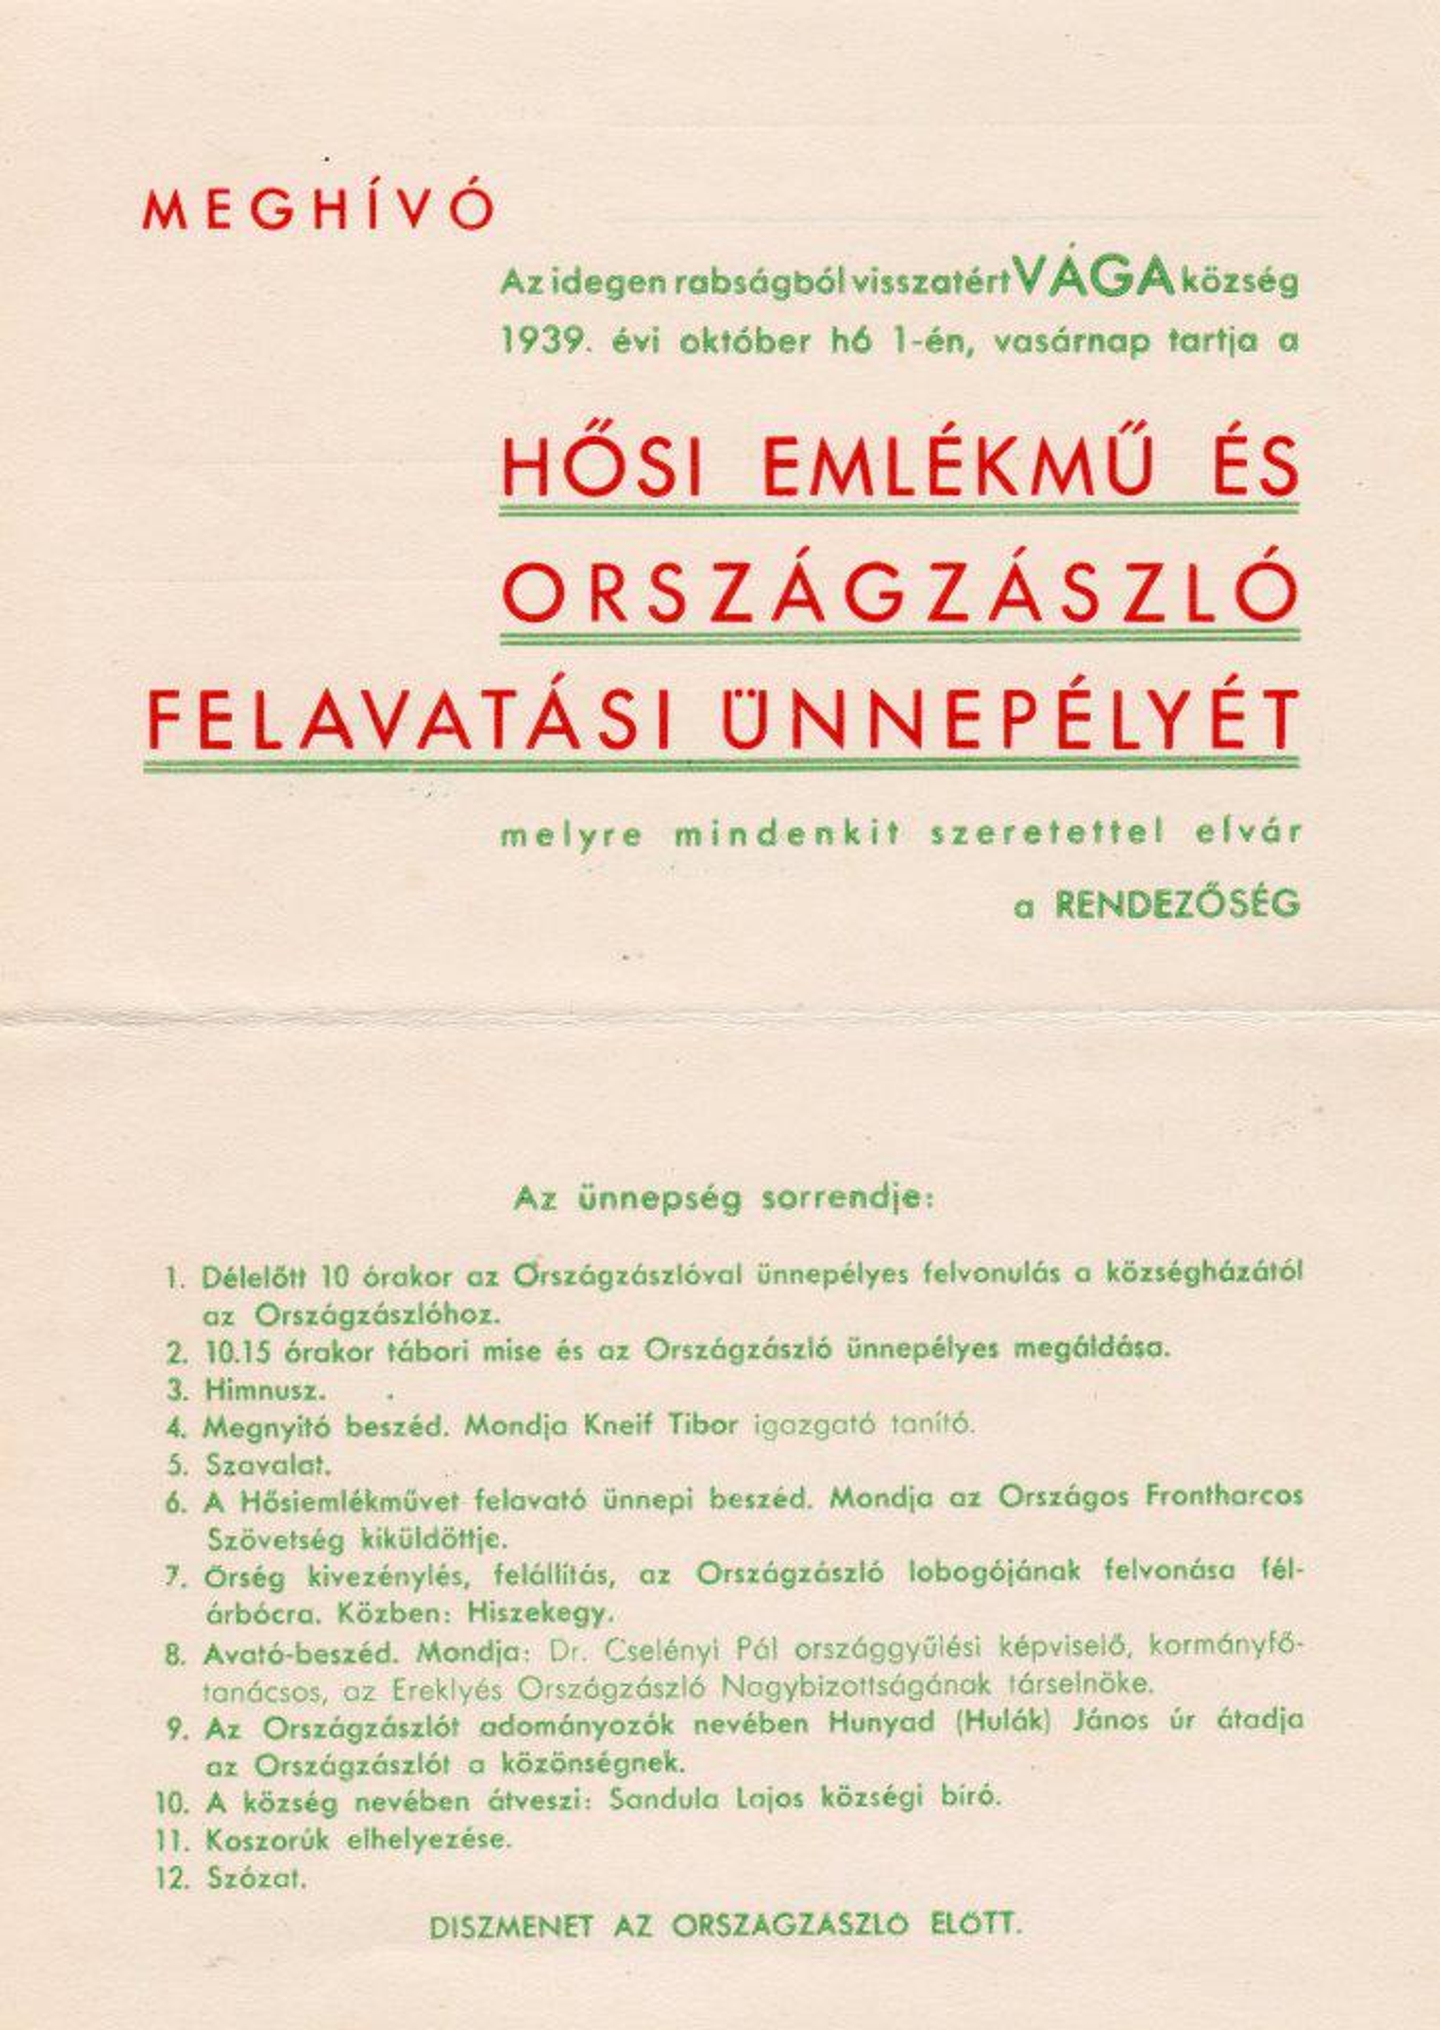 MEGHÍVÓ
Az idegen rabságból visszatért VÁGA község
1939. évi október hó 1-én, vasárnap tartja a
HŐSI EMLÉKMŰ ÉS
ORSZÁGZÁSZLÓ
FELAVATÁSI ÜNNEPÉLYÉT
melyre mindenkit szeretettel elvár
a RENDEZŐSÉG
Az ünnepség sorrendje:
1. Délelőtt 10 órakor az Országzászlóval ünnepélyes felvonulás a községházától
az Országzászlóhoz.
2. 10.15 órakor tábori mise és az Országzászló ünnepélyes megáldása.
3. Himnusz.
4. Megnyitó beszéd. Mondja Kneif Tibor igazgató tanító.
5. Szavalat.
6. A Hősiemlékművet felavató ünnepi beszéd. Mondja az Országos Frontharcos
Szövetség kiküldöttje.
7. Őrség kivezénylés, felállítás, az Országzászló lobogójának felvonása fél-
árbócra. Közben: Hiszekegy.
8. Avató-beszéd. Mondja: Dr. Cselényi Pál országgyűlési képviselő, kormányfő-
tanácsos, az Ereklyés Országzászló Nagybizottságának társelnöke.
9. Az Országzászlót adományozók nevében Hunyad (Hulák) János úr átadja
az Országzászlót a közönségnek.
10. A község nevében átveszi: Sandula Lajos községi bíró.
11. Koszorúk elhelyezése.
12. Szózat.
DISZMENET AZ ORSZAGZASZLÓ ELŐTT.